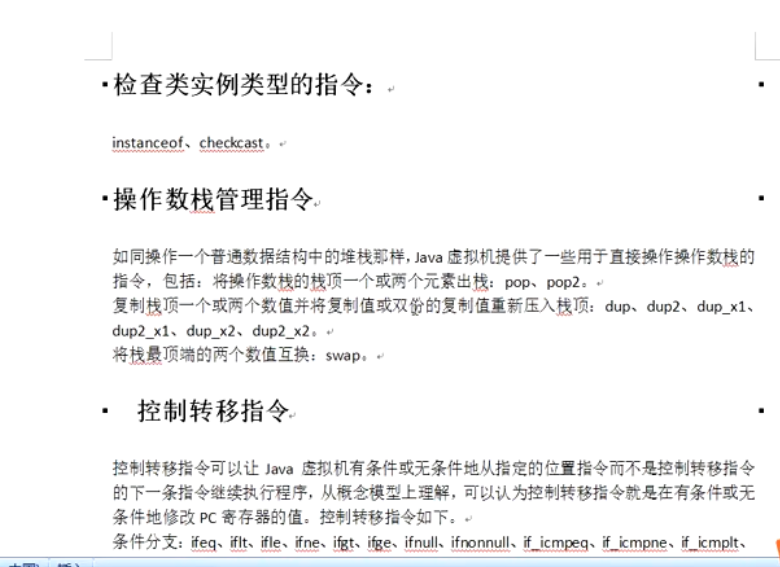 检查类实例类型的指令：
instanceof、checkcast。
操作数栈管理指令
如同操作一个普通数据结构中的堆栈那样，Java 虚拟机提供了一些用于直接操作操作数栈的
指令，包括：将操作数栈的栈顶一个或两个元素出栈：pop、pop2。
复制栈顶一个或两个数值并将复制值或双份的复制值重新压入栈顶：dup、dup2、dup_x1、
dup2_x1、dup_x2、dup2_x2。
将栈最顶端的两个数值互换：swap。
控制转移指令
控制转移指令可以让 Java 虚拟机有条件或无条件地从指定的位置指令而不是控制转移指令
的下一条指令继续执行程序，从概念模型上理解，可以认为控制转移指令就是在有条件或无
条件地修改 PC 寄存器的值。控制转移指令如下。
条件分支：ifeq、iflt、ifle、ifne、ifgt、ifge、ifnull、ifnonnull、if_icmpeq、if_icmpne、if_icmplt、